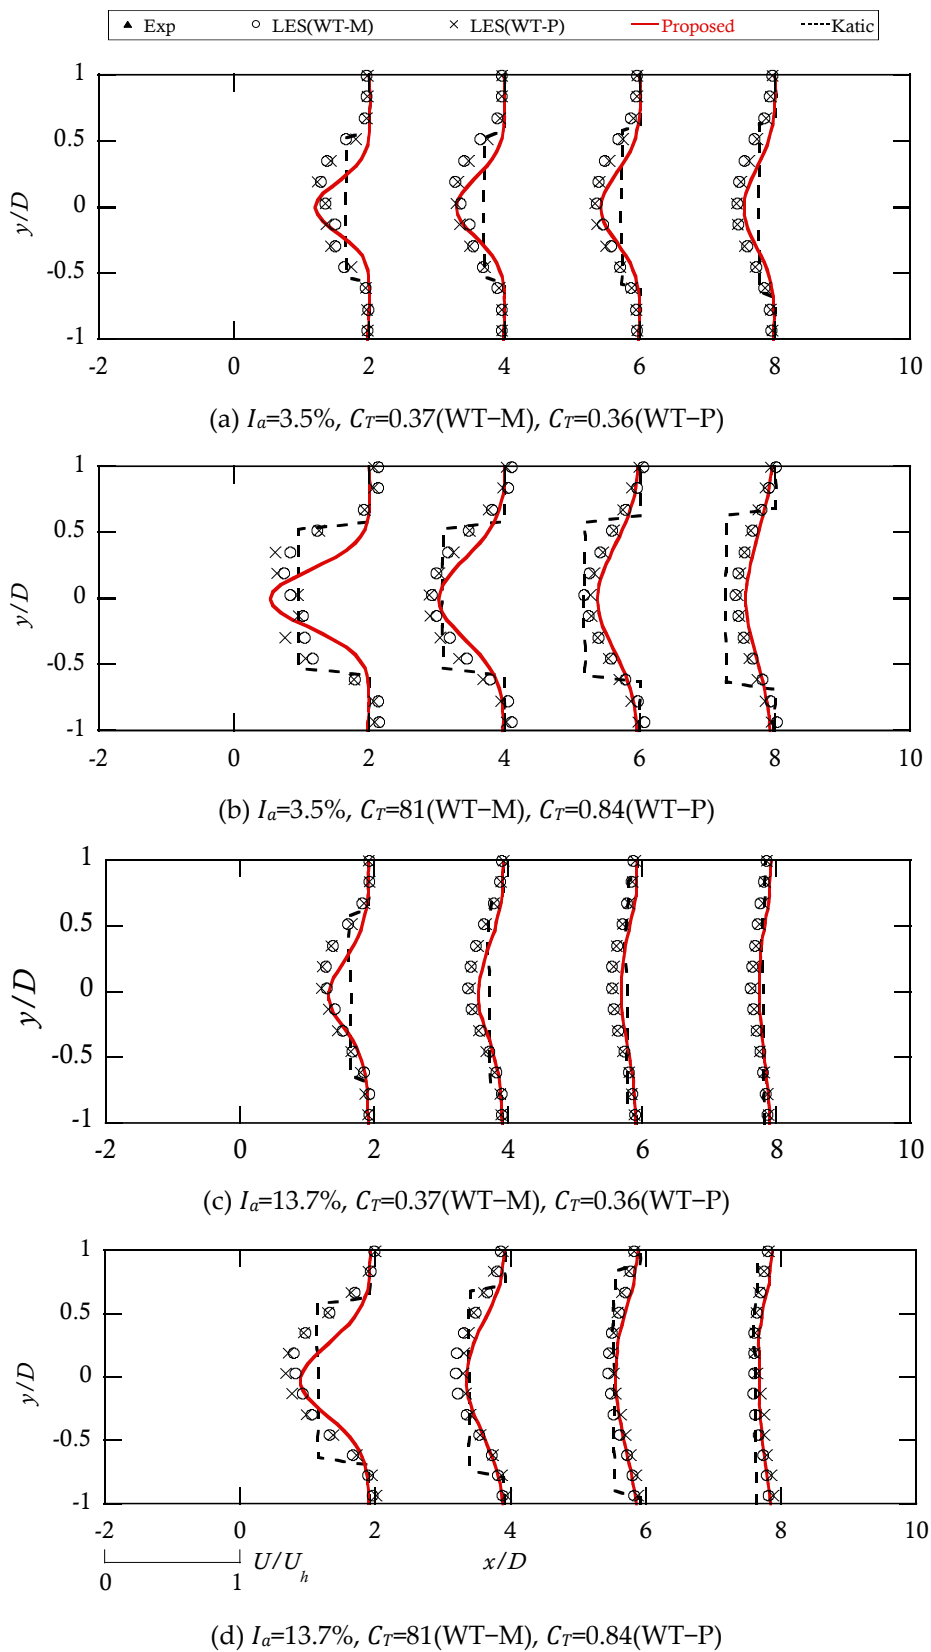 ▲ Exp ○ LES(WT-M) × LES(WT-P) Proposed Katic
1
0.5
y/D
0
-0.5
-1
-2 0 2 4 6 8 10
(a) Ia=3.5%, CT=0.37(WT−M), CT=0.36(WT−P)
1
0.5
y/D
0
-0.5
-1
-2 0 2 4 6 8 10
(b) Ia=3.5%, CT=81(WT−M), CT=0.84(WT−P)
1
0.5
y/D
0
-0.5
-1
-2 0 2 4 6 8 10
(c) Ia=13.7%, CT=0.37(WT−M), CT=0.36(WT−P)
1
0.5
y/D
0
-0.5
-1
-2 0 2 4 6 8 10
U/Uh x/D
0 1
(d) Ia=13.7%, CT=81(WT−M), CT=0.84(WT−P)